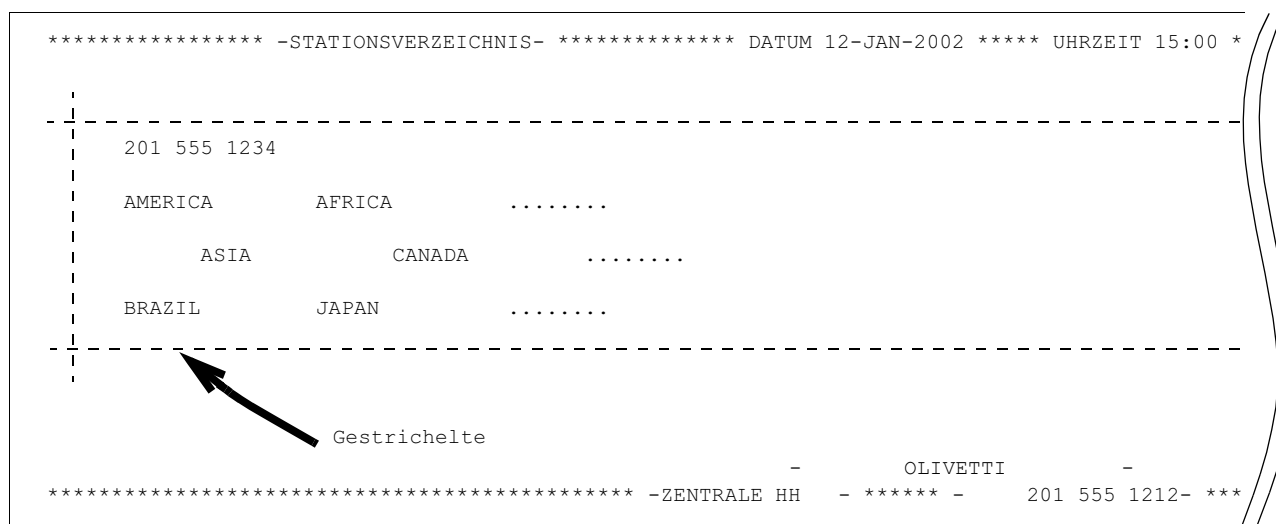 ***************** -STATIONSVERZEICHNIS- ************** DATUM 12-JAN-2002 ***** UHRZEIT 15:00 *
201 555 1234
AMERICA AFRICA ........
ASIA CANADA ........
BRAZIL JAPAN ........
Gestrichelte
- OLIVETTI -
********************************************** -ZENTRALE HH - ****** - 201 555 1212- ***